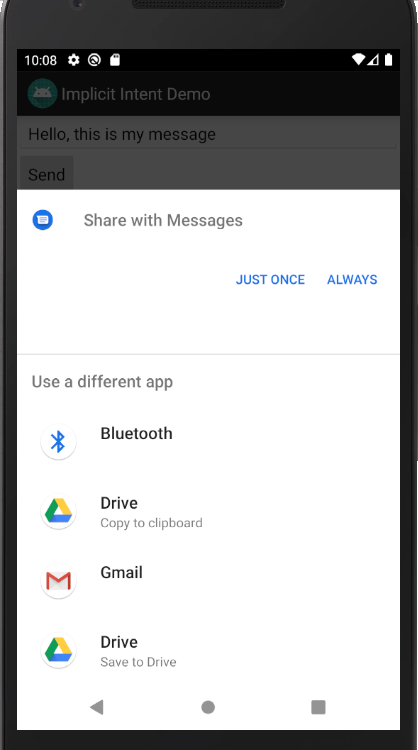 10:08
Implicit Intent Demo
Hello, this is my message
Send
Share with Messages
JUST ONCE ALWAYS
Use a different app
Bluetooth
Drive
Copy to clipboard
Gmail
Drive
Save to Drive